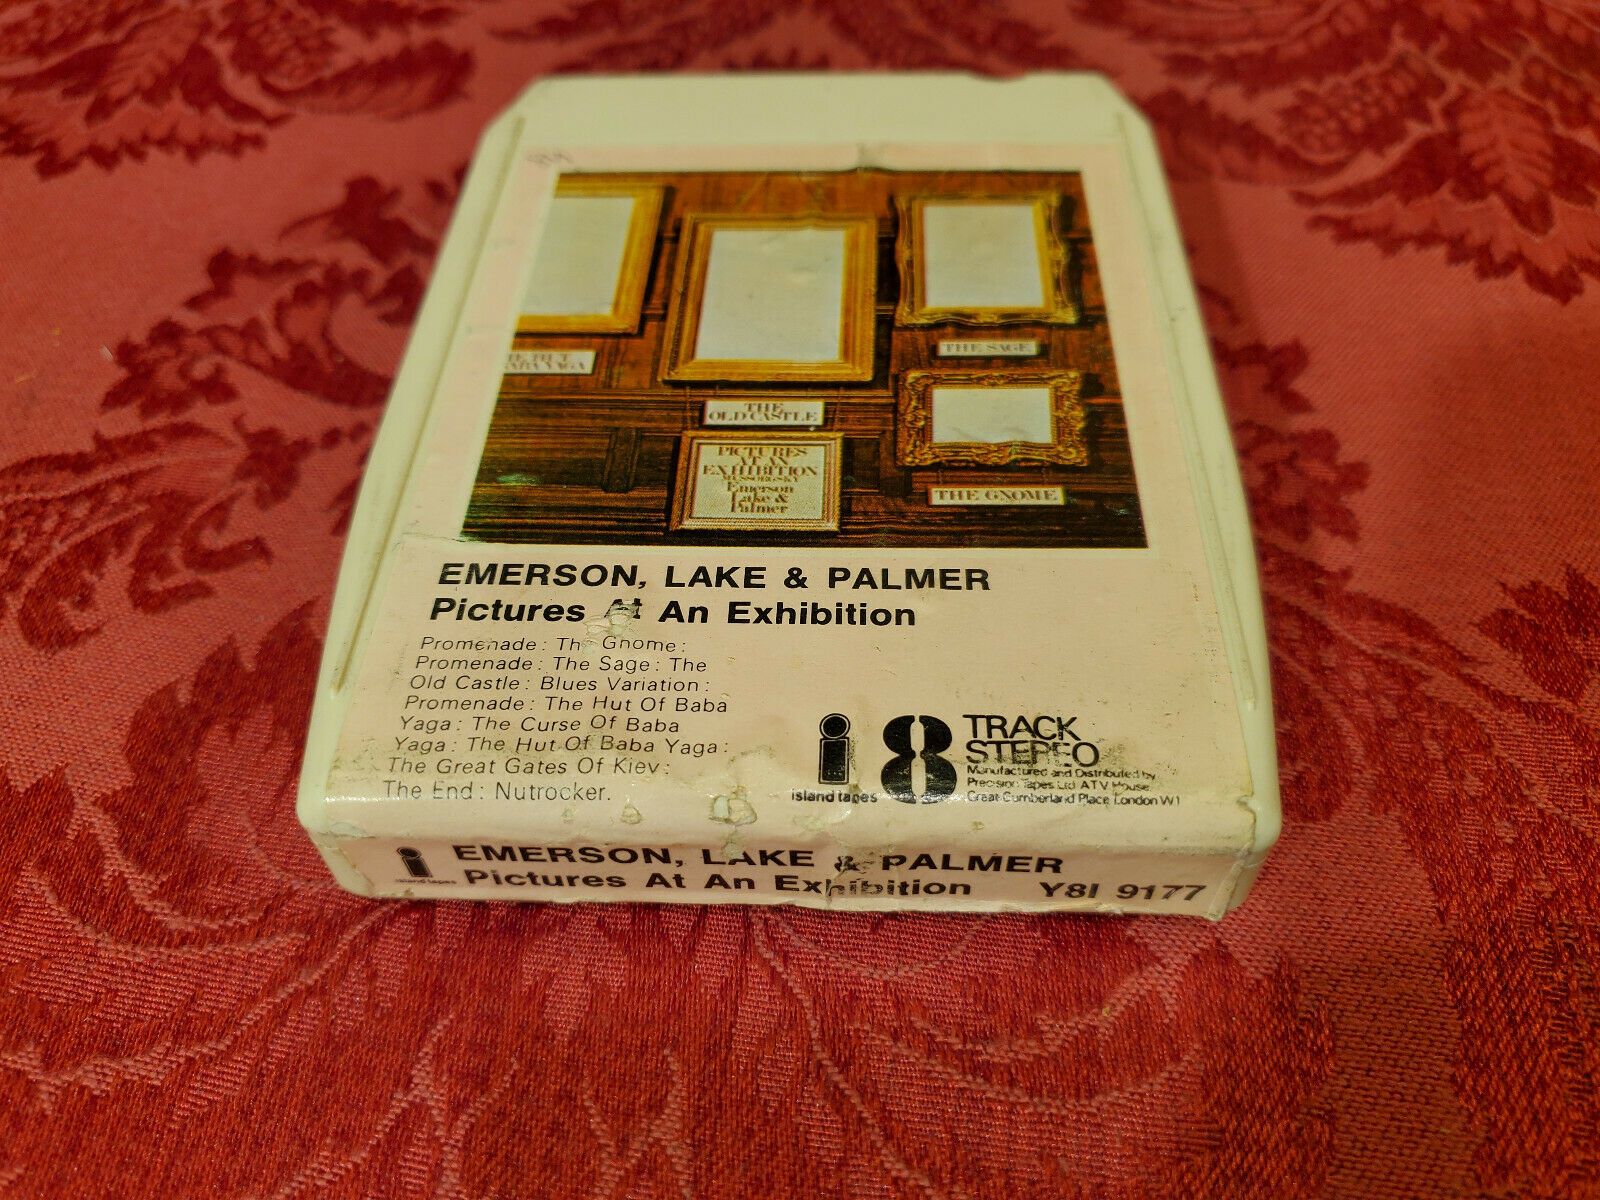 THE SAGE
THE
OLD CASTLE
PICTURES
AT AN
EXHIBITION
MUSSORGSKY
Emerson
Lake &
Palmer
THE GNOME
EMERSON, LAKE & PALMER
Pictures At An Exhibition
Promenade : The Gnome :
Promenade : The Sage : The
Old Castle : Blues Variation :
Promenade : The Hut Of Baba
Yaga : The Curse Of Baba
Yaga : The Hut Of Baba Yaga :
The Great Gates Of Kiev :
The End : Nutrocker.
island tapes
8 TRACK
STEREO
Manufactured and Distributed by
Precision Tapes Ltd ATV House
Great Cumberland Place London W1
island tapes
EMERSON, LAKE & PALMER
Pictures At An Exhibition Y8I 9177